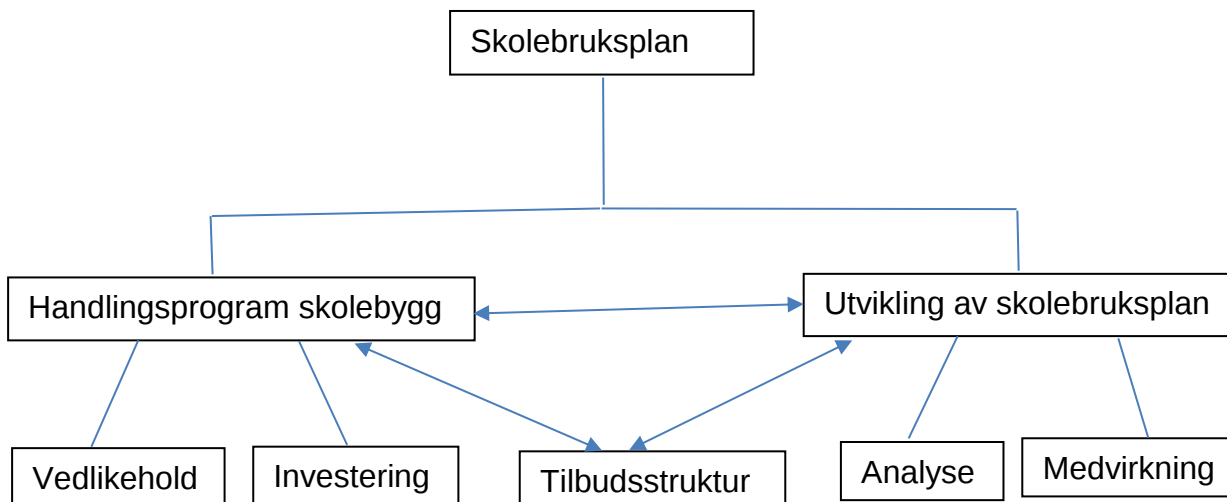 Skolebruksplan
Handlingsprogram skolebygg
Utvikling av skolebruksplan
Vedlikehold
Investering
Tilbudsstruktur
Analyse
Medvirkning